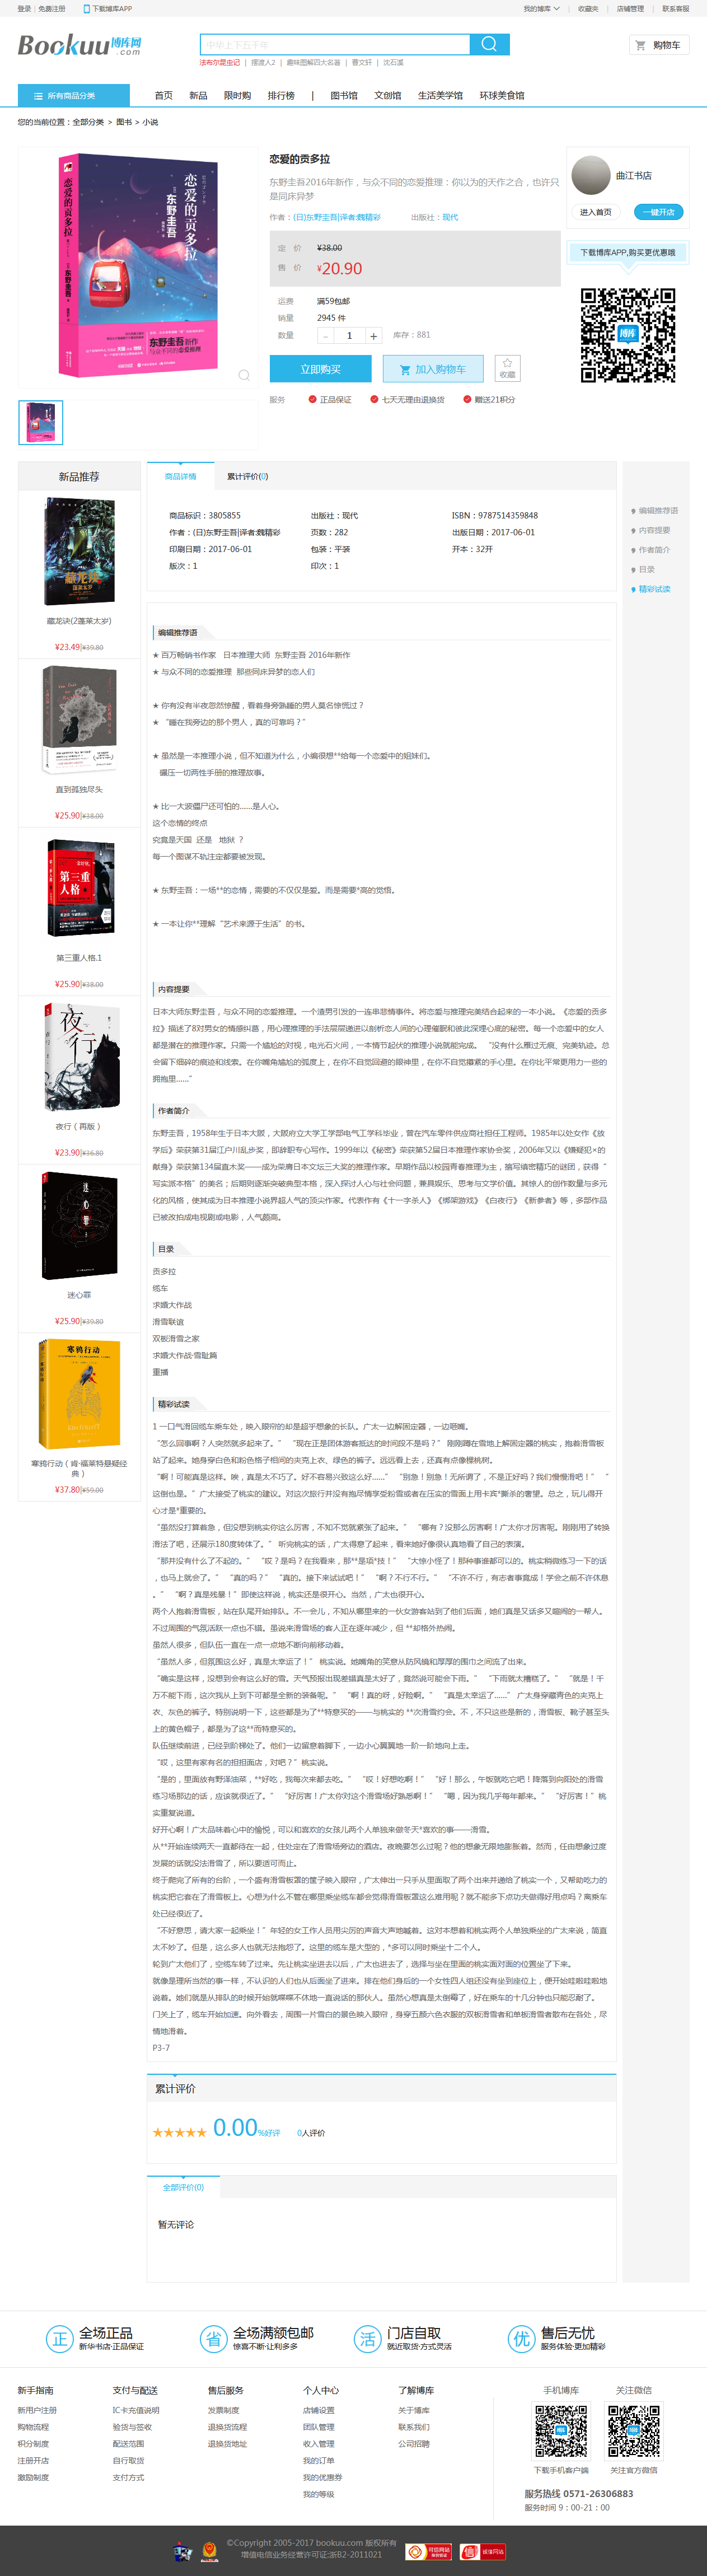 登录 | 免费注册 下载博库APP 我的博库 | 收藏夹 | 店铺管理 | 联系客服
Bookuu博库网.com
中华上下五千年
购物车
法布尔昆虫记 | 摆渡人2 | 趣味图解四大名著 | 曹文轩 | 沈石溪
所有商品分类 首页 新品 限时购 排行榜 | 图书馆 文创馆 生活美学馆 环球美食馆
您的当前位置：全部分类 > 图书 > 小说
恋爱的贡多拉
东野圭吾2016年新作，与众不同的恋爱推理：你以为的天作之合，也许只
是同床异梦
作者：(日)东野圭吾|译者:魏精彩 出版社：现代
定 价 ¥38.00
售 价 ¥20.90
运费 满59包邮
销量 2945 件
数量 - 1 + 库存：881
立即购买 加入购物车 收藏
服务 正品保证 七天无理由退换货 赠送21积分
曲江书店
进入首页 一键开店
下载博库APP,购买更优惠哦
博库
恋爱的贡多拉
东野圭吾
东野圭吾新作
与众不同的恋爱推理
新品推荐
藏龙诀(2蓬莱太岁)
¥23.49|¥39.80
直到孤独尽头
¥25.90|¥38.00
第三重人格.1
¥25.90|¥38.00
夜行（再版）
¥23.90|¥36.80
迷心罪
¥25.90|¥39.80
寒鸦行动（肯·福莱特悬疑经
典）
¥37.80|¥59.00
商品详情 累计评价(0)
商品标识：3805855 出版社：现代 ISBN：9787514359848
作者：(日)东野圭吾|译者:魏精彩 页数：282 出版日期：2017-06-01
印刷日期：2017-06-01 包装：平装 开本：32开
版次：1 印次：1
编辑推荐语
内容提要
作者简介
目录
精彩试读
编辑推荐语
★ 百万畅销书作家 日本推理大师 东野圭吾 2016年新作
★ 与众不同的恋爱推理 那些同床异梦的恋人们
★ 你有没有半夜忽然惊醒，看着身旁熟睡的男人莫名惊慌过？
★ “睡在我旁边的那个男人，真的可靠吗？”
★ 虽然是一本推理小说，但不知道为什么，小编很想**给每一个恋爱中的姐妹们。
碾压一切两性手册的推理故事。
★ 比一大波僵尸还可怕的……是人心。
这个恋情的终点
究竟是天国 还是 地狱 ？
每一个图谋不轨注定都要被发现。
★ 东野圭吾：一场**的恋情，需要的不仅仅是爱。而是需要*高的觉悟。
★ 一本让你**理解“艺术来源于生活”的书。
内容提要
日本大师东野圭吾，与众不同的恋爱推理。一个渣男引发的一连串悲情事件。将恋爱与推理完美结合起来的一本小说。《恋爱的贡多
拉》描述了8对男女的情感纠葛，用心理推理的手法层层递进以剖析恋人间的心理催眠和彼此深埋心底的秘密。每一个恋爱中的女人
都是潜在的推理作家。只需一个尴尬的对视，电光石火间，一本情节起伏的推理小说就能完成。 “没有什么雁过无痕、完美轨迹。总
会留下细碎的痕迹和线索。在你嘴角尴尬的弧度上，在你不自觉回避的眼神里，在你不自觉攥紧的手心里。在你比平常更用力一些的
拥抱里……”
作者简介
东野圭吾，1958年生于日本大阪，大阪府立大学工学部电气工学科毕业，曾在汽车零件供应商社担任工程师。1985年以处女作《放
学后》荣获第31届江户川乱步奖，即辞职专心写作。1999年以《秘密》荣获第52届日本推理作家协会奖，2006年又以《嫌疑犯×的
献身》荣获第134届直木奖——成为荣膺日本文坛三大奖的推理作家。早期作品以校园青春推理为主，擅写缜密精巧的谜团，获得“
写实派本格”的美名；后期则逐渐突破典型本格，深入探讨人心与社会问题，兼具娱乐、思考与文学价值。其惊人的创作数量与多元
化的风格，使其成为日本推理小说界超人气的顶尖作家。代表作有《十一字杀人》《绑架游戏》《白夜行》《新参者》等，多部作品
已被改拍成电视剧或电影，人气颇高。
目录
贡多拉
缆车
求婚大作战
滑雪联谊
双板滑雪之家
求婚大作战·雪耻篇
重播
精彩试读
1 一口气滑回缆车乘车处，映入眼帘的却是超乎想象的长队。广太一边解固定器，一边咂嘴。
“怎么回事啊？人突然就多起来了。” “现在正是团体游客抵达的时间段不是吗？” 刚刚蹲在雪地上解固定器的桃实，抱着滑雪板
站了起来。她身穿白色和粉色格子相间的夹克上衣、绿色的裤子。远远看上去，还真有点像樱桃树。
“啊！可能真是这样。唉，真是太不巧了。好不容易兴致这么好……” “别急！别急！无所谓了，不是正好吗？我们慢慢滑吧！” “
这倒也是。”广太接受了桃实的建议。对这次旅行并没有抱尽情享受粉雪或者在压实的雪面上用卡宾*撕杀的奢望。总之，玩儿得开
心才是*重要的。
“虽然没打算着急，但没想到桃实你这么厉害，不知不觉就紧张了起来。” “哪有？没那么厉害啊！广太你才厉害呢。刚刚用了转换
滑法了吧，还展示180度转体了。” 听完桃实的话，广太得意了起来，看来她好像很认真地看了自己的表演。
“那并没有什么了不起的。” “哎？是吗？在我看来，那**是项*技！” “太惊小怪了！那种事谁都可以的。桃实稍微练习一下的话
，也马上就会了。” “真的吗？” “真的。接下来试试吧！” “啊？不行不行。” “不许不行，有志者事竟成！学会之前不许休息
。” “啊？真是残暴！”即使这样说，桃实还是很开心。当然，广太也很开心。
两个人抱着滑雪板，站在队尾开始排队。不一会儿，不知从哪里来的一伙女游客站到了他们后面，她们真是又话多又聒闹的一帮人。
不过周围的气氛活跃一点也不错。虽说来滑雪场的客人正在逐年减少，但 **却格外热闹。
虽然人很多，但队伍一直在一点一点地不断向前移动着。
“虽然人多，但氛围这么好，真是太幸运了！” 桃实说。她嘴角的笑意从防风镜和厚厚的围巾之间流了出来。
“确实是这样，没想到会有这么好的雪。天气预报出现差错真是太好了，竟然说可能会下雨。” “下雨就太糟糕了。” “就是！千
万不能下雨，这次我从上到下可都是全新的装备呢。” “啊！真的呀，好险啊。” “真是太幸运了……” 广太身穿藏青色的夹克上
衣、灰色的裤子。特别说明一下，这些都是为了**特意买的——与桃实的 **次滑雪约会。不，不只这些是新的，滑雪板、靴子甚至头
上的黄色帽子，都是为了这**而特意买的。
队伍继续前进，已经到阶梯处了。他们一边留意着脚下，一边小心翼翼地一阶一阶地向上走。
“哎，这里有家有名的担担面店，对吧？”桃实说。
“是的，里面放有野泽油菜，**好吃，我每次来都去吃。” “哎！好想吃啊！” “好！那么，午饭就吃它吧！降落到向阳处的滑雪
练习场那边的话，应该就很近了。” “好厉害！广太你对这个滑雪场好熟悉啊！” “嗯，因为我几乎每年都来。” “好厉害！”桃
实重复说道。
好开心啊！广太品味着心中的愉悦，可以和喜欢的女孩儿两个人单独来做冬天*喜欢的事——滑雪。
从**开始连续两天一直都待在一起，住处定在了滑雪场旁边的酒店。夜晚要怎么过呢？他的想象无限地膨胀着。然而，任由想象过度
发展的话就没法滑雪了，所以要适可而止。
终于爬完了所有的台阶，一个盛有滑雪板罩的筐子映入眼帘，广太伸出一只手从里面取了两个出来并递给了桃实一个，又帮助吃力的
桃实把它套在了滑雪板上。心想为什么不管在哪里乘坐缆车都会觉得滑雪板罩这么难用呢？就不能多下点功夫做得好用点吗？离乘车
处已经很近了。
“不好意思，请大家一起乘坐！”年轻的女工作人员用尖厉的声音大声地喊着。这对本想着和桃实两个人单独乘坐的广太来说，简直
太不妙了。但是，这么多人也就无法抱怨了。这里的缆车是大型的，*多可以同时乘坐十二个人。
轮到广太他们了，空缆车转了过来。先让桃实坐进去以后，广太也进去了，选择与坐在里面的桃实面对面的位置坐了下来。
就像是理所当然的事一样，不认识的人们也从后面坐了进来。排在他们身后的一个女性四人组还没有坐到座位上，便开始哇啦哇啦地
说着。她们就是从排队的时候开始就喋喋不休地一直说话的那伙人。虽然心想真是太倒霉了，好在乘车的十几分钟也只能忍耐了。
门关上了，缆车开始加速。向外看去，周围一片雪白的景色映入眼帘，身穿五颜六色衣服的双板滑雪者和单板滑雪者散布在各处，尽
情地滑着。
P3-7
累计评价
0.00%好评 0人评价
全部评价(0)
暂无评论
正 全场正品 新华书店·正品保证
省 全场满额包邮 惊喜不断·让利多多
活 门店自取 就近取货·方式灵活
优 售后无忧 服务体验·更加精彩
新手指南 支付与配送 售后服务 个人中心 了解博库 手机博库 关注微信
新用户注册 IC卡充值说明 发票制度 店铺设置 关于博库
购物流程 验货与签收 退换货流程 团队管理 联系我们
积分制度 配送范围 退换货地址 收入管理 公司招聘
注册开店 自行取货 我的订单
激励制度 支付方式 我的优惠券
我的等级
下载手机客户端 关注官方微信
服务热线 0571-26306883
服务时间 9：00-21：00
©Copyright 2005-2017 bookuu.com 版权所有
增值电信业务经营许可证:浙B2-2011021
可信网站
诚信网站